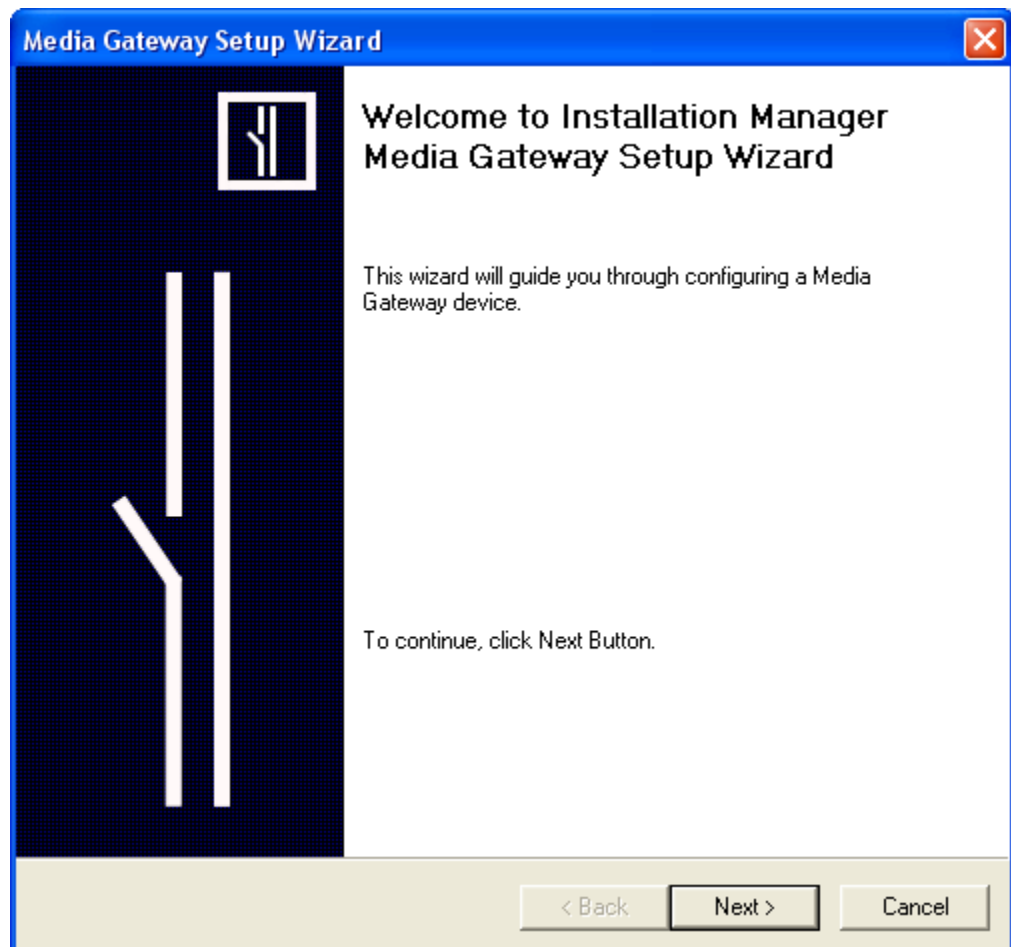 Media Gateway Setup Wizard
Welcome to Installation Manager
Media Gateway Setup Wizard
This wizard will guide you through configuring a Media
Gateway device.
To continue, click Next Button.
< Back
Next >
Cancel